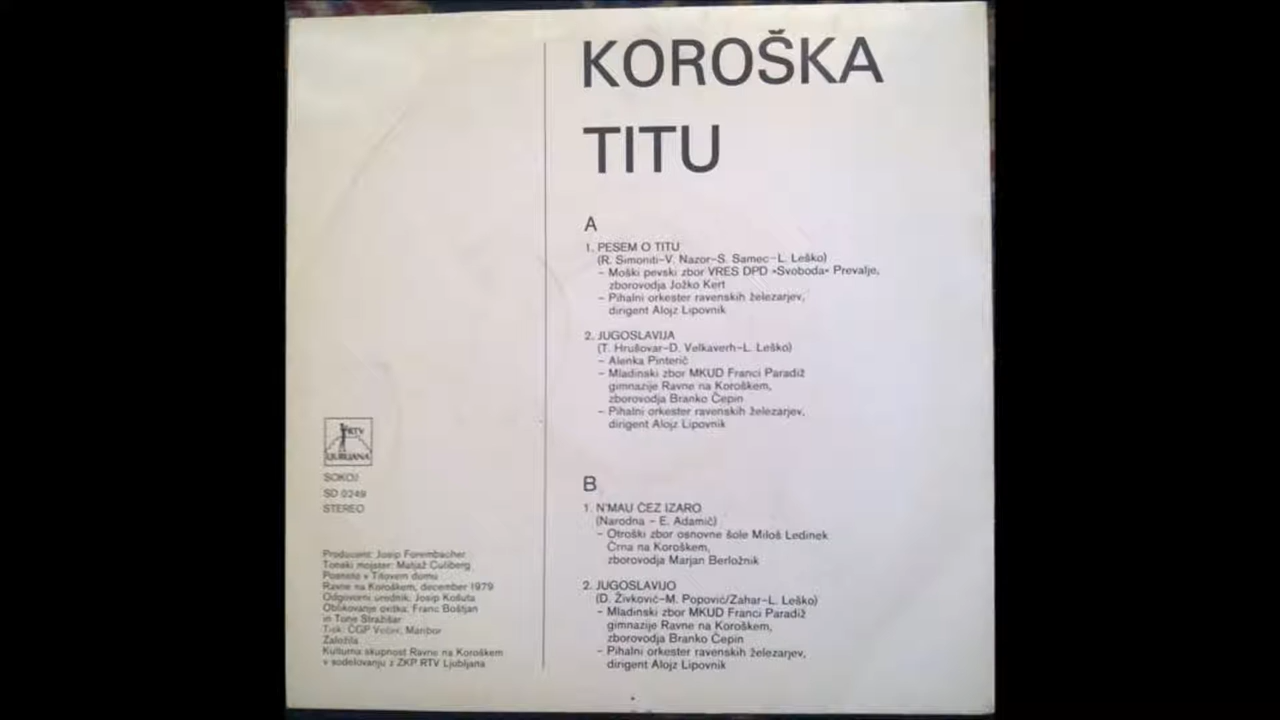 KOROŠKA
TITU
A
1. PESEM O TITU
(R. Simoniti-V. Nazor-S. Samec-L. Leško)
- Moški pevski zbor VRES DPD »Svoboda« Prevalje,
zborovodja Jožko Kert
- Pihalni orkester ravenskih železarjev,
dirigent Alojz Lipovnik
2. JUGOSLAVIJA
(T. Hrušovar-D. Velkaverh-L. Leško)
- Alenka Pinterič
- Mladinski zbor MKUD Franci Paradiž
gimnazije Ravne na Koroškem,
zborovodja Branko Čepin
- Pihalni orkester ravenskih železarjev,
dirigent Alojz Lipovnik
B
1. N'MAU ČEZ IZARO
(Narodna - E. Adamič)
- Otroški zbor osnovne šole Miloš Ledinek
Črna na Koroškem,
zborovodja Marjan Berložnik
2. JUGOSLAVIJO
(D. Živković-M. Popović/Zahar-L. Leško)
- Mladinski zbor MKUD Franci Paradiž
gimnazije Ravne na Koroškem,
zborovodja Branko Čepin
- Pihalni orkester ravenskih železarjev,
dirigent Alojz Lipovnik
RTV
LJUBLJANA
SOKOJ
SD 0249
STEREO
Producent: Josip Forembacher
Tonski mojster: Matjaž Culiberg
Posneto v Titovem domu
Ravne na Koroškem, december 1979
Odgovorni urednik: Josip Košuta
Oblikovanje ovitka: Franc Boštjan
in Tone Stražišar
Tisk: ČGP Večer, Maribor
Založila
Kulturna skupnost Ravne na Koroškem
v sodelovanju z ZKP RTV Ljubljana